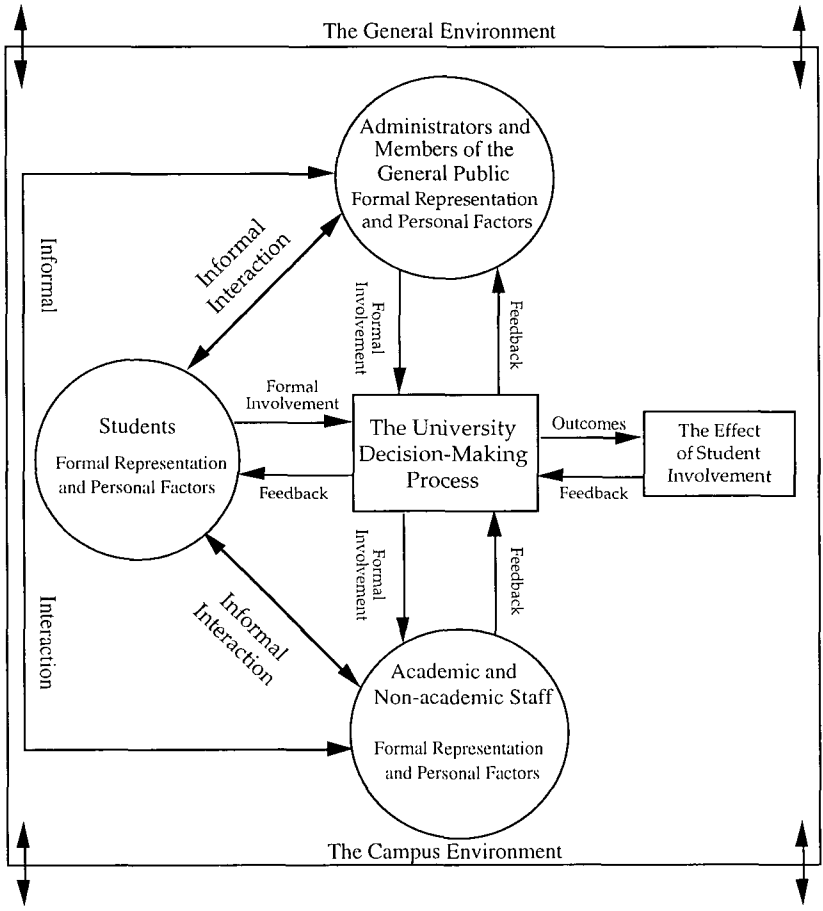 The General Environment
Administrators and
Members of the
General Public
Formal Representation
and Personal Factors
Informal
Informal
Interaction
Formal
Involvement
Feedback
Students
Formal Representation
and Personal Factors
Formal
Involvement
Feedback
The University
Decision-Making
Process
Outcomes
Feedback
The Effect
of Student
Involvement
Interaction
Informal
Interaction
Formal
Involvement
Feedback
Academic and
Non-academic Staff
Formal Representation
and Personal Factors
The Campus Environment